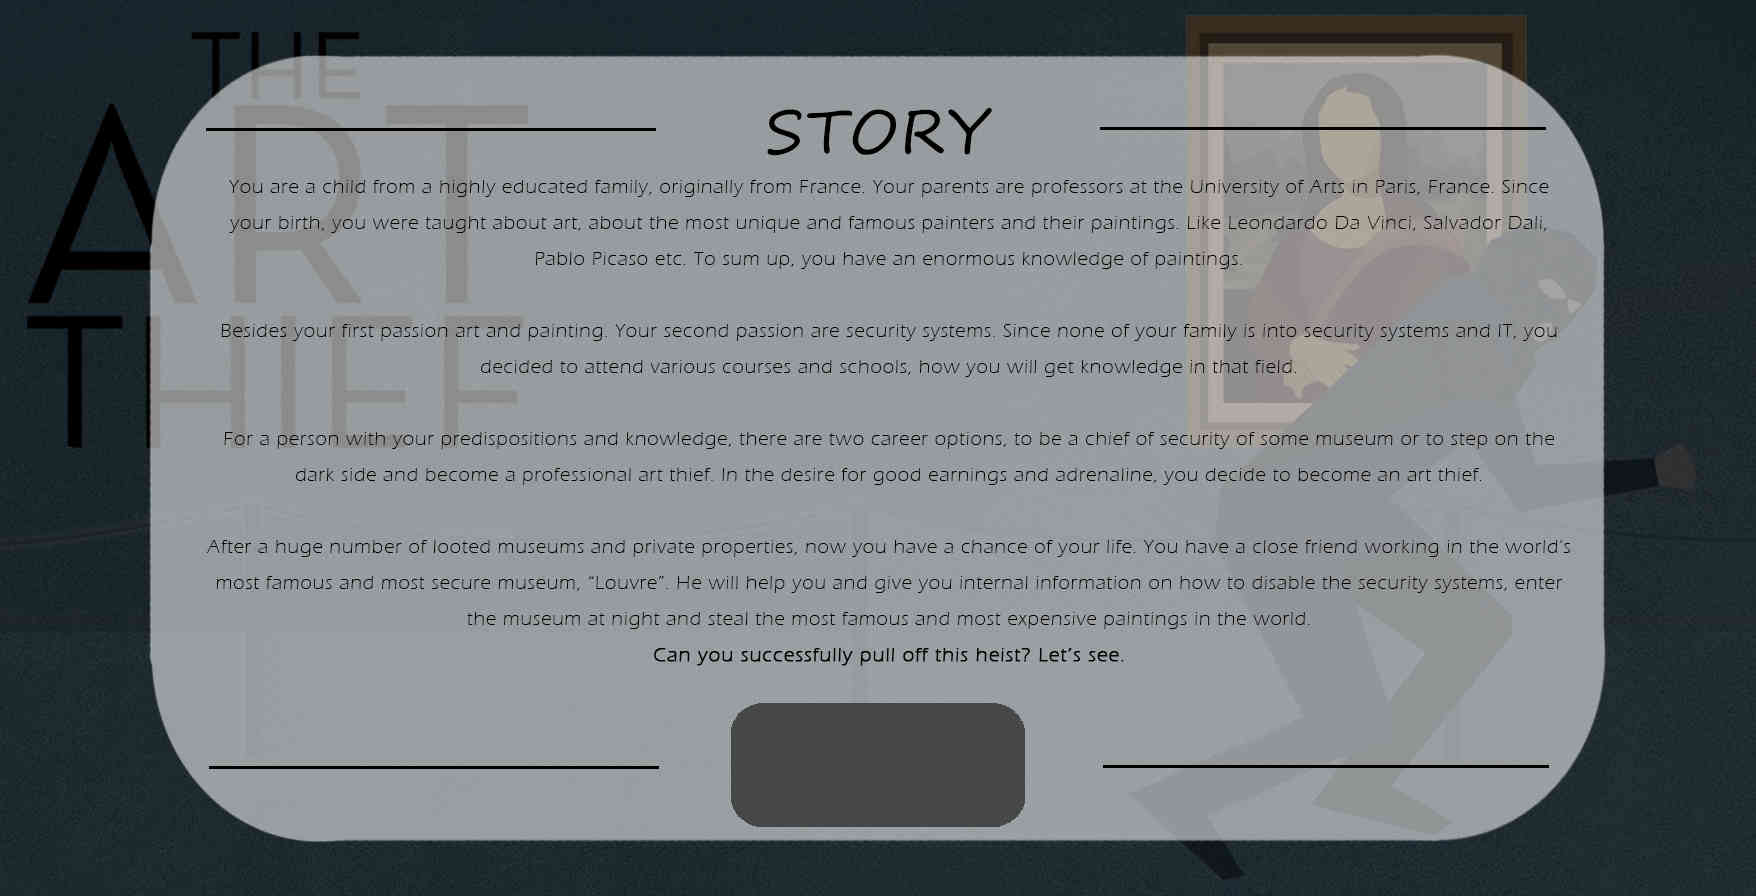 THE
ART
THIEF
STORY
You are a child from a highly educated family, originally from France. Your parents are professors at the University of Arts in Paris, France. Since
your birth, you were taught about art, about the most unique and famous painters and their paintings. Like Leondardo Da Vinci, Salvador Dali,
Pablo Picaso etc. To sum up, you have an enormous knowledge of paintings.
Besides your first passion art and painting. Your second passion are security systems. Since none of your family is into security systems and IT, you
decided to attend various courses and schools, how you will get knowledge in that field.
For a person with your predispositions and knowledge, there are two career options, to be a chief of security of some museum or to step on the
dark side and become a professional art thief. In the desire for good earnings and adrenaline, you decide to become an art thief.
After a huge number of looted museums and private properties, now you have a chance of your life. You have a close friend working in the world's
most famous and most secure museum, "Louvre". He will help you and give you internal information on how to disable the security systems, enter
the museum at night and steal the most famous and most expensive paintings in the world.
Can you successfully pull off this heist? Let's see.